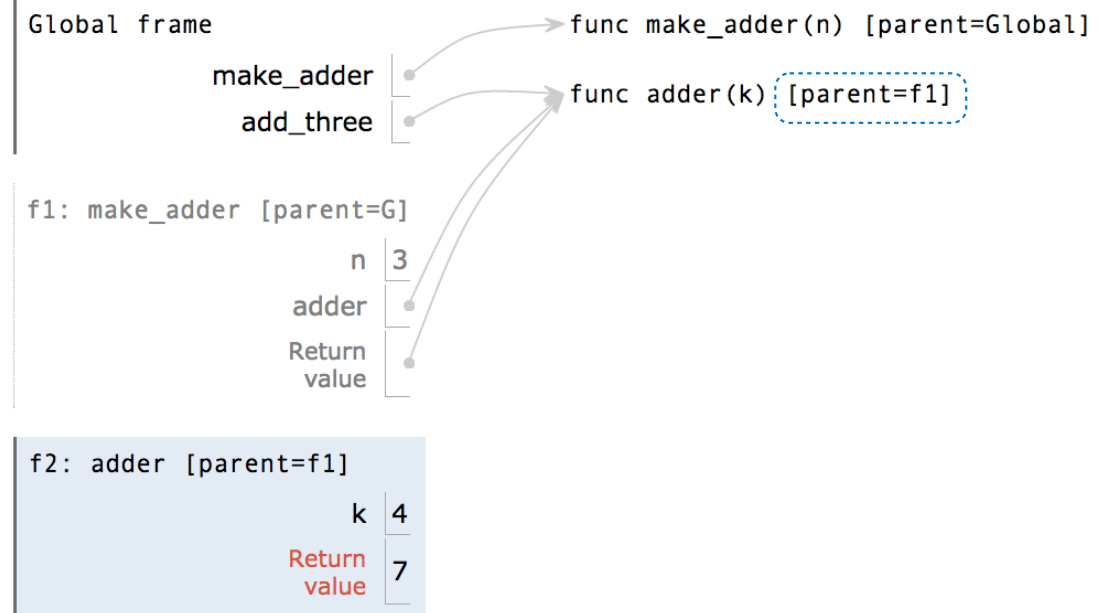 Global frame
func make_adder(n) [parent=Global]
make_adder
func adder(k) [parent=f1]
add_three
f1: make_adder [parent=G]
n 3
adder
Return
value
f2: adder [parent=f1]
k 4
Return
value 7